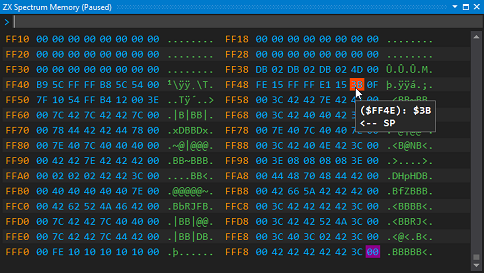 ZX Spectrum Memory (Paused)
>
FF10 00 00 00 00 00 00 00 00 ........ FF18 00 00 00 00 00 00 00 00 ........
FF20 00 00 00 00 00 00 00 00 ........ FF28 00 00 00 00 00 00 00 00 ........
FF30 00 00 00 00 00 00 00 00 ........ FF38 DB 02 DB 02 DB 02 4D 00 Û.Û.Û.M.
FF40 B9 5C FF FF B8 5C 54 00 ¹\ÿÿ¸\T. FF48 FE 15 FF FF E1 15 3B 0F þ.ÿÿá.;.
FF50 7F 10 54 FF B4 12 00 3E ..Tÿ´..> FF58 00 3C 42 42 7E 42
($FF4E): $3B
<-- SP
FF60 00 7C 42 7C 42 42 7C 00 .|B|BB|. FF68 00 3C 42 40 40 42
FF70 00 78 44 42 42 44 78 00 .xDBBDx. FF78 00 7E 40 7C 40 40 7E 00 .~@|@@~.
FF80 00 7E 40 7C 40 40 40 00 .~@|@@@. FF88 00 3C 42 40 4E 42 3C 00 .<B@NB<.
FF90 00 42 42 7E 42 42 42 00 .BB~BBB. FF98 00 3E 08 08 08 08 3E 00 .>....>.
FFA0 00 02 02 02 42 42 3C 00 ....BB<. FFA8 00 44 48 70 48 44 42 00 .DHpHDB.
FFB0 00 40 40 40 40 40 7E 00 .@@@@@~. FFB8 00 42 66 5A 42 42 42 00 .BfZBBB.
FFC0 00 42 62 52 4A 46 42 00 .BbRJFB. FFC8 00 3C 42 42 42 42 3C 00 .<BBBB<.
FFD0 00 7C 42 42 7C 40 40 00 .|BB|@@. FFD8 00 3C 42 42 52 4A 3C 00 .<BBRJ<.
FFE0 00 7C 42 42 7C 44 42 00 .|BB|DB. FFE8 00 3C 40 3C 02 42 3C 00 .<@<.B<.
FFF0 00 FE 10 10 10 10 10 00 .þ...... FFF8 00 42 42 42 42 42 3C 00 .BBBBB<.